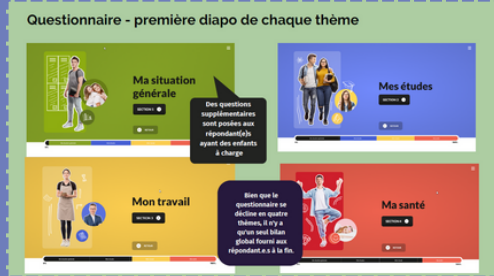 Questionnaire - première diapo de chaque thème
Ma situation
générale
Mes études
Des questions
supplémentaires
sont posées aux
répondant(e)s
ayant des enfants
à charge
Mon travail
Ma santé
Bien que le
questionnaire se
décline en quatre
thèmes, il n'y a
qu'un seul bilan
global fourni aux
répondant.e.s à la fin.